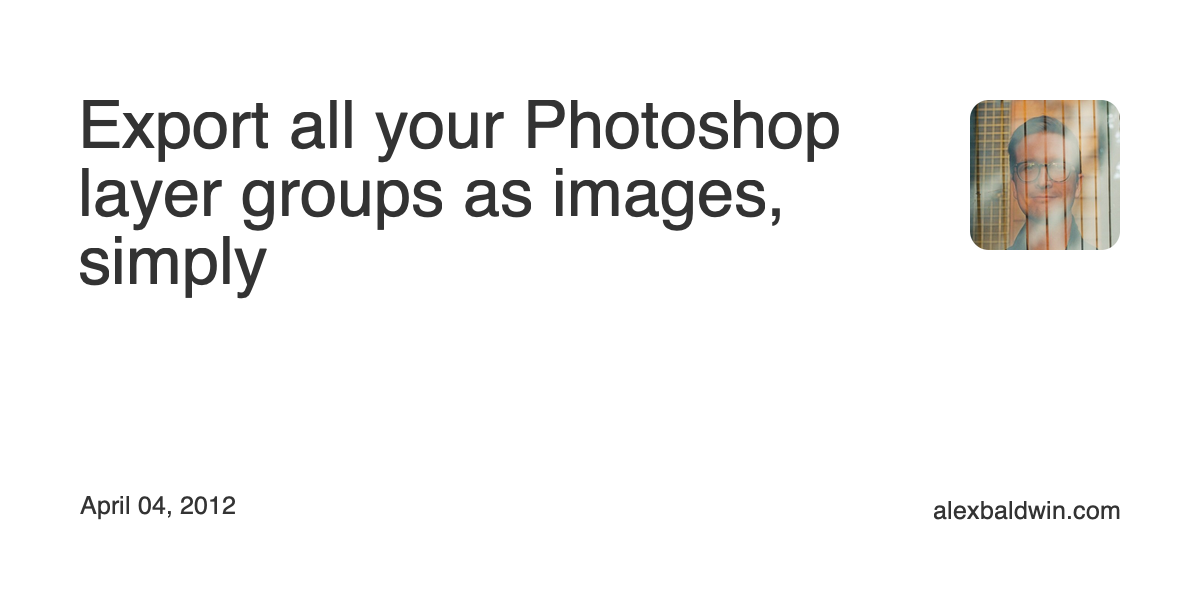 Export all your Photoshop
layer groups as images,
simply
April 04, 2012
alexbaldwin.com